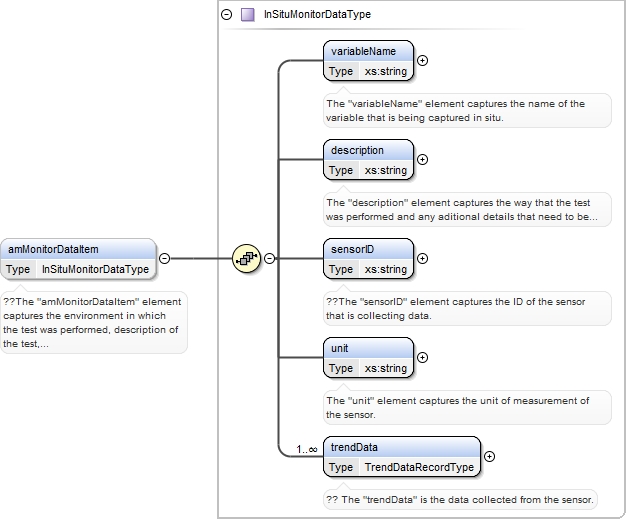 InSituMonitorDataType
variableName
Type xs:string
The "variableName" element captures the name of the
variable that is being captured in situ.
description
Type xs:string
The "description" element captures the way that the test
was performed and any aditional details that need to be...
amMonitorDataItem
Type InSituMonitorDataType
??The "amMonitorDataItem" element
captures the environment in which
the test was performed, description of
the test,...
sensorID
Type xs:string
??The "sensorID" element captures the ID of the sensor
that is collecting data.
unit
Type xs:string
The "unit" element captures the unit of measurement of
the sensor.
1..∞
trendData
Type TrendDataRecordType
?? The "trendData" is the data collected from the sensor.